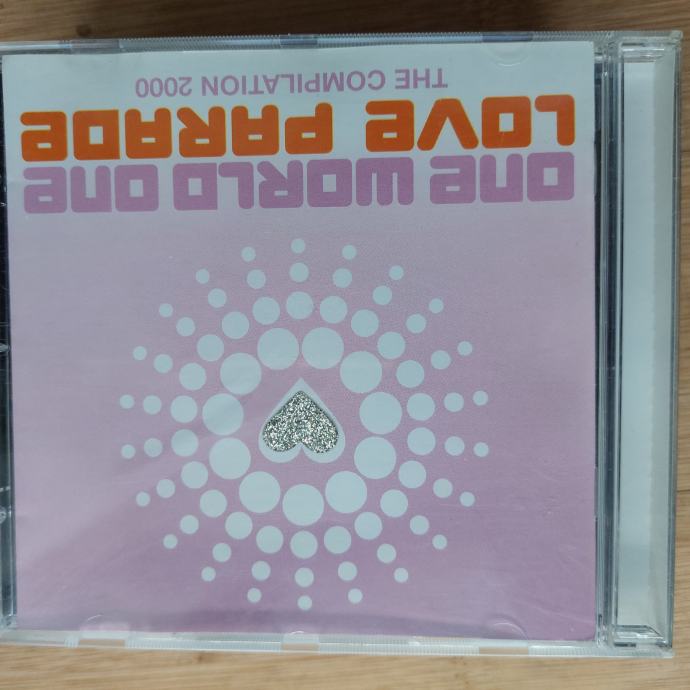 ONE WORLD ONE
LOVE PARADE
THE COMPILATION 2000